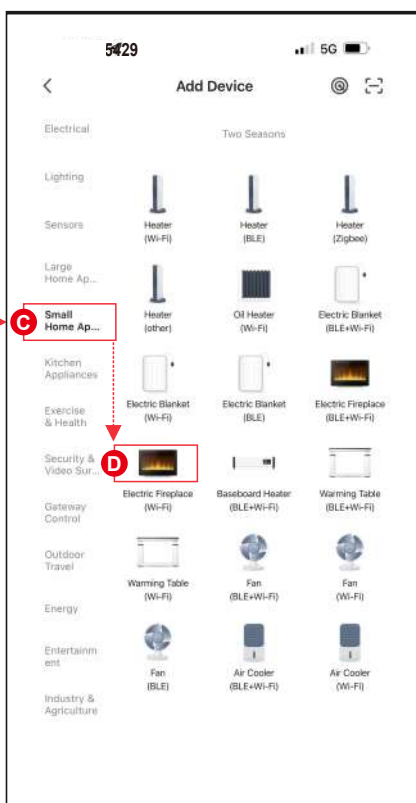 5G
Add Device
Electrical
Lighting
Sensors
Large
Home Ap...
C
Small
Home Ap...
Kitchen
Appliances
Exercise
& Health
Security &
Video Sur...
Gateway
Control
Outdoor
Travel
Energy
Entertainm
ent
Industry &
Agriculture
Two Seasons
Heater
(Wi-Fi)
Heater
(BLE)
Heater
(Zigbee)
Heater
(other)
Oil Heater
(Wi-Fi)
Electric Blanket
(BLE+Wi-Fi)
Electric Blanket
(Wi-Fi)
Electric Blanket
(BLE)
Electric Fireplace
(BLE+Wi-Fi)
D
Electric Fireplace
(Wi-Fi)
Baseboard Heater
(BLE+Wi-Fi)
Warming Table
(BLE+Wi-Fi)
Warming Table
(Wi-Fi)
Fan
(BLE+Wi-Fi)
Fan
(Wi-Fi)
Fan
(BLE)
Air Cooler
(BLE+Wi-Fi)
Air Cooler
(Wi-Fi)